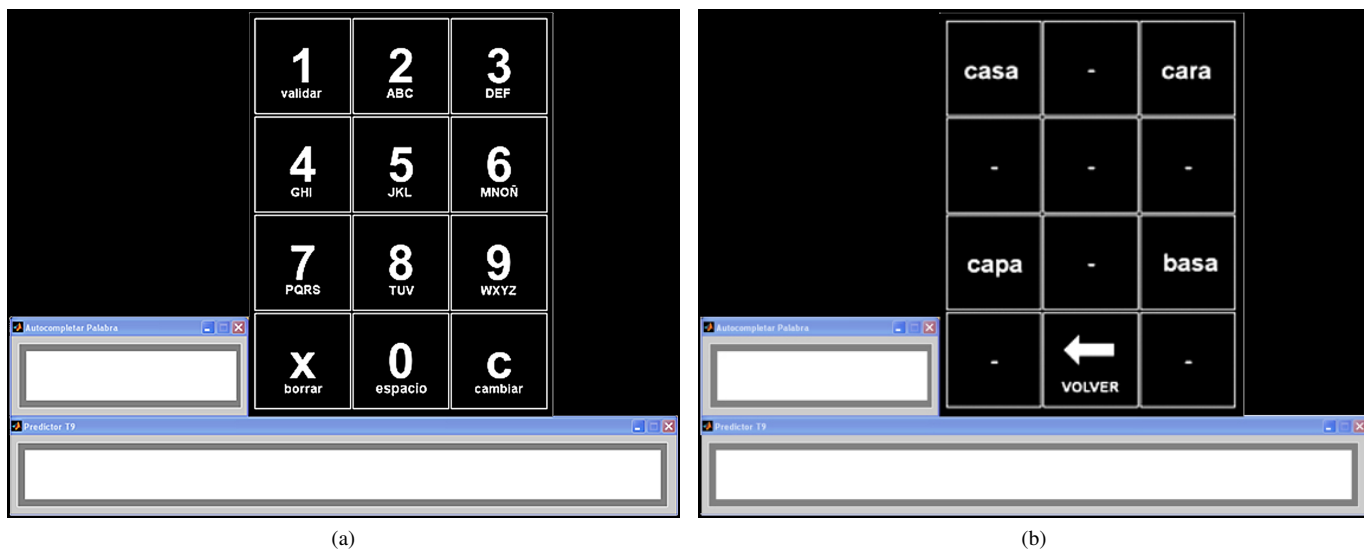 1 2 3
validar ABC DEF
4 5 6
GHI JKL MNOÑ
7 8 9
PQRS TUV WXYZ
x 0 c
borrar espacio cambiar
Autocompletar Palabra
Predictor T9
(a)
casa - cara
- - -
capa - basa
- -
VOLVER
Autocompletar Palabra
Predictor T9
(b)